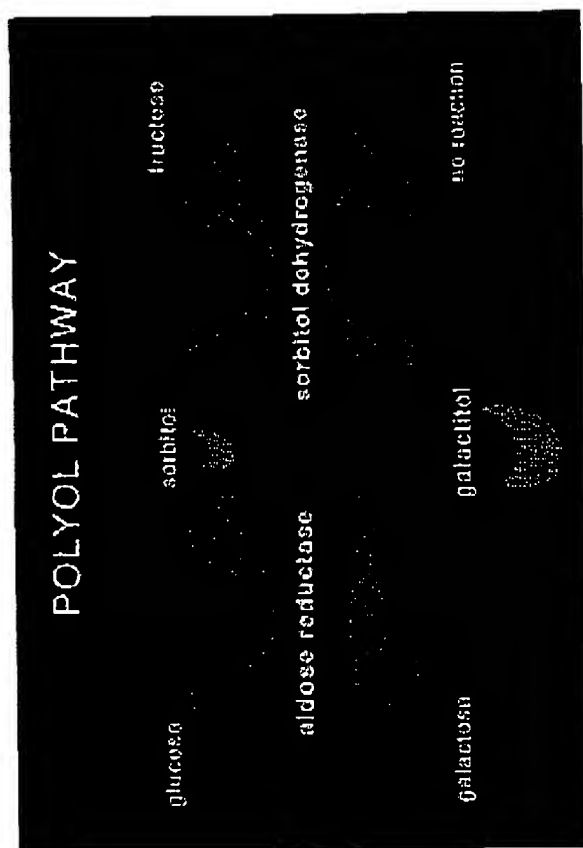 POLYOL PATHWAY
glucose sorbitol fructose
aldose reductase sorbitol dehydrogenase
galactose galactitol no reaction